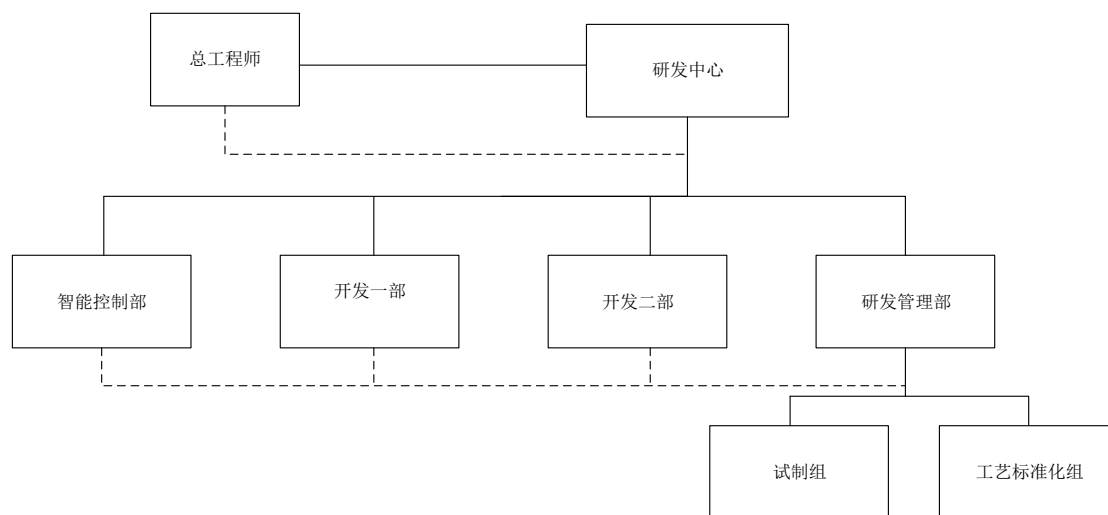 总工程师
研发中心
智能控制部
开发一部
开发二部
研发管理部
试制组
工艺标准化组